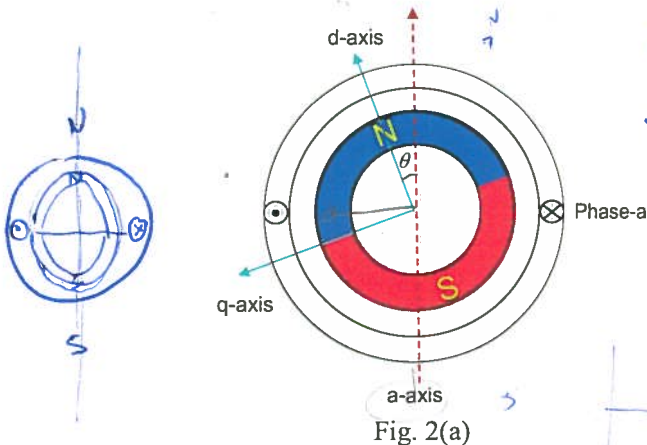 d-axis
N
N
θ
Phase-a
q-axis
S
S
a-axis
Fig. 2(a)